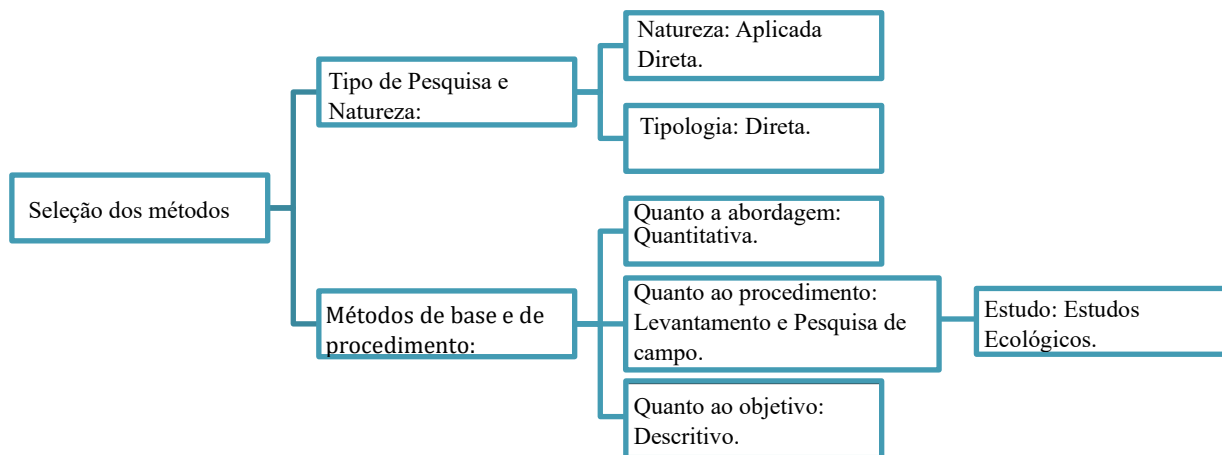 Seleção dos métodos
Tipo de Pesquisa e
Natureza:
Natureza: Aplicada
Direta.
Tipologia: Direta.
Métodos de base e de
procedimento:
Quanto a abordagem:
Quantitativa.
Quanto ao procedimento:
Levantamento e Pesquisa de
campo.
Estudo: Estudos
Ecológicos.
Quanto ao objetivo:
Descritivo.